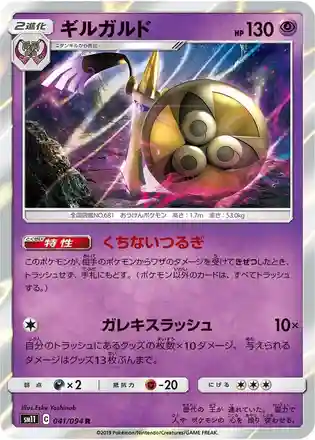 2進化
ギルガルド
HP 130
ニダンギルから進化
全国図鑑NO.681 おうけんポケモン 高さ:1.7m 重さ:53.0kg
特性 くちないつるぎ
このポケモンが、相手のポケモンからワザのダメージを受けてきぜつしたとき、
トラッシュせず、手札にもどす。(ポケモン以外のカードは、すべてトラッシュ
する。)
ガレキスラッシュ 10×
自分のトラッシュにあるグッズの枚数×10ダメージ。与え
られるダメージはグッズ13枚ぶんまで。
弱点 ×2 抵抗力 -20 にげる
sm11 C 041/094 R
Illus.Eske Yoshinob
©2019 Pokémon/Nintendo/Creatures/GAME FREAK.